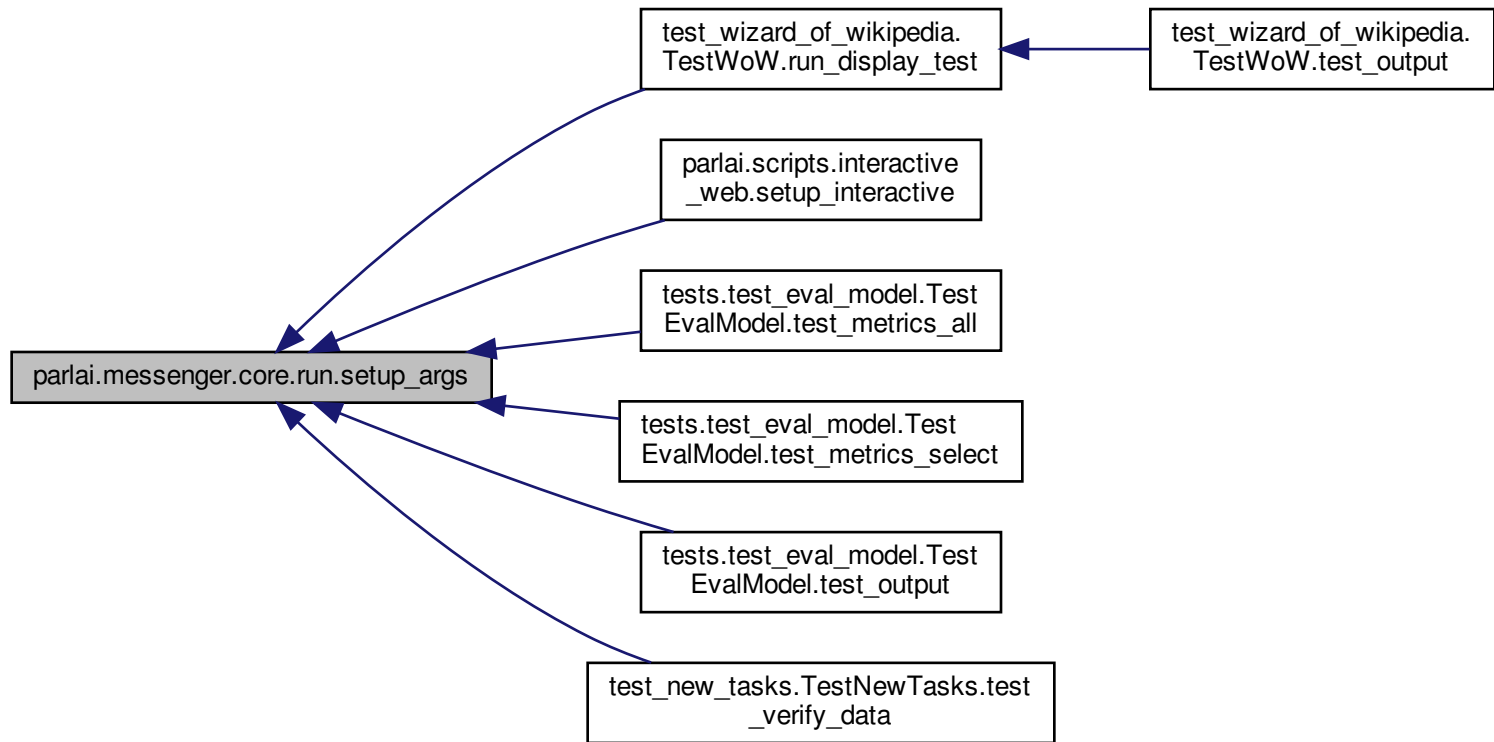 test_wizard_of_wikipedia.
TestWoW.run_display_test
test_wizard_of_wikipedia.
TestWoW.test_output
parlai.scripts.interactive
_web.setup_interactive
tests.test_eval_model.Test
EvalModel.test_metrics_all
parlai.messenger.core.run.setup_args
tests.test_eval_model.Test
EvalModel.test_metrics_select
tests.test_eval_model.Test
EvalModel.test_output
test_new_tasks.TestNewTasks.test
_verify_data